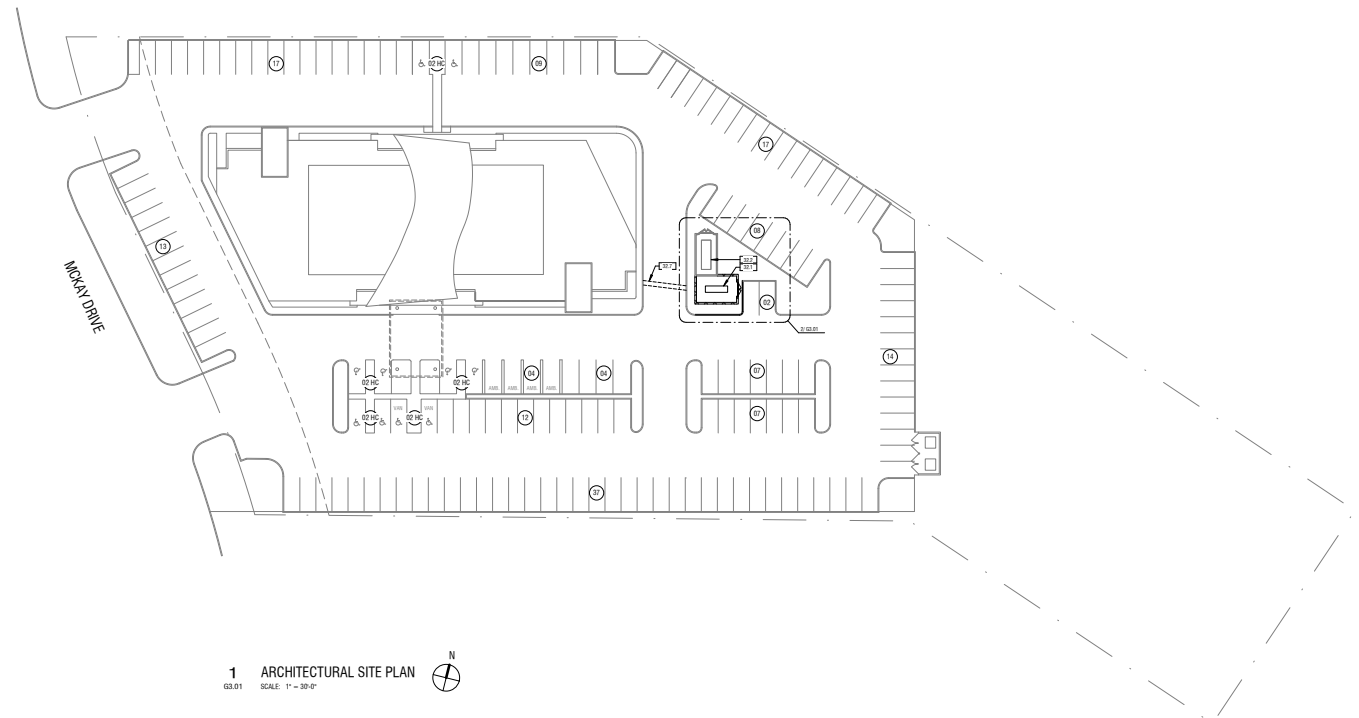 17
02 HC
09
17
08
13
MCKAY DRIVE
32.7
32.2
32.1
02
2/ G3.01
14
02 HC
02 HC
04
04
07
AMB.
AMB.
AMB.
AMB.
VAN
VAN
02 HC
02 HC
12
07
37
N
1
ARCHITECTURAL SITE PLAN
G3.01
SCALE: 1" = 30'-0"